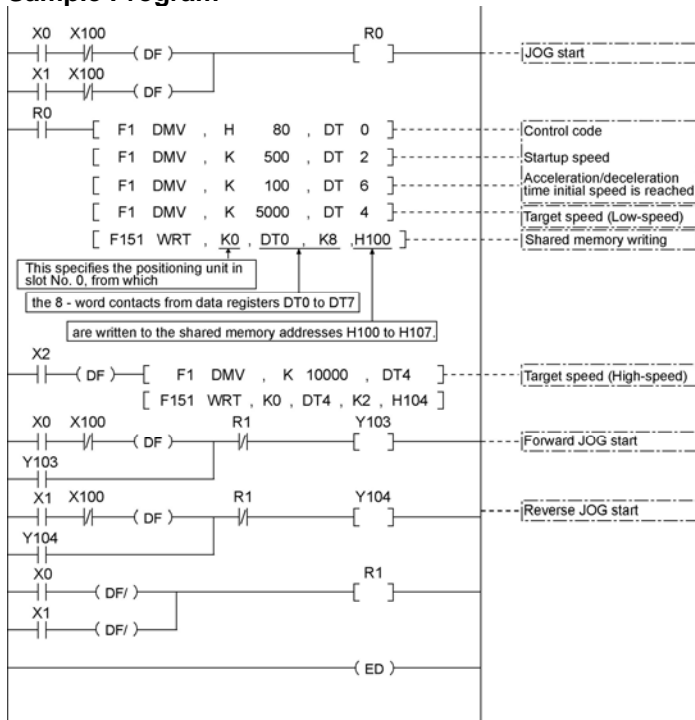 Sample Program
X0 X100 R0
( DF ) [ ] JOG start
X1 X100
( DF )
R0
[ F1 DMV , H 80 , DT 0 ] Control code
[ F1 DMV , K 500 , DT 2 ] Startup speed
[ F1 DMV , K 100 , DT 6 ] Acceleration/deceleration
time initial speed is reached
[ F1 DMV , K 5000 , DT 4 ] Target speed (Low-speed)
[ F151 WRT , K0 , DT0 , K8 ,H100 ] Shared memory writing
This specifies the positioning unit in
slot No. 0, from which
the 8 - word contacts from data registers DT0 to DT7
are written to the shared memory addresses H100 to H107.
X2
( DF ) [ F1 DMV , K 10000 , DT4 ] Target speed (High-speed)
[ F151 WRT , K0 , DT4 , K2 , H104 ]
X0 X100 R1 Y103
( DF ) [ ] Forward JOG start
Y103
X1 X100 R1 Y104
( DF ) [ ] Reverse JOG start
Y104
X0 R1
( DF/ ) [ ]
X1
( DF/ )
( ED )